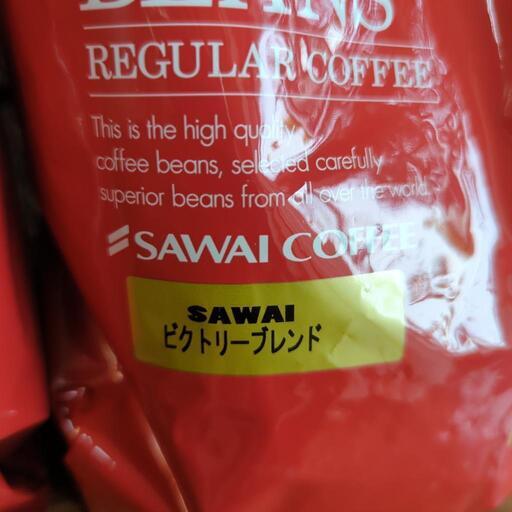 BEANS
REGULAR COFFEE
This is the high quality
coffee beans, selected carefully
superior beans from all over the world.
SAWAI COFFEE
SAWAI
ビクトリーブレンド